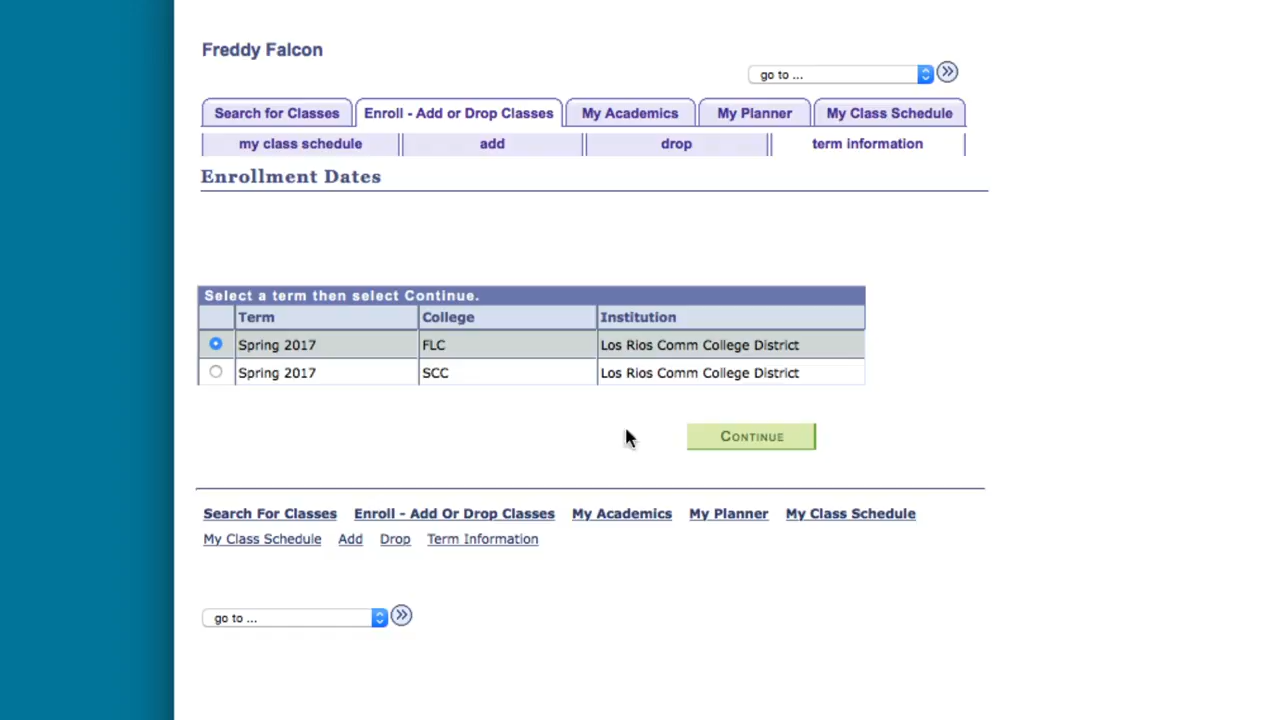 Freddy Falcon
go to ...
Search for Classes Enroll - Add or Drop Classes My Academics My Planner My Class Schedule
my class schedule add drop term information
Enrollment Dates
Select a term then select Continue.
Term College Institution
Spring 2017 FLC Los Rios Comm College District
Spring 2017 SCC Los Rios Comm College District
CONTINUE
Search For Classes Enroll - Add Or Drop Classes My Academics My Planner My Class Schedule
My Class Schedule Add Drop Term Information
go to ...